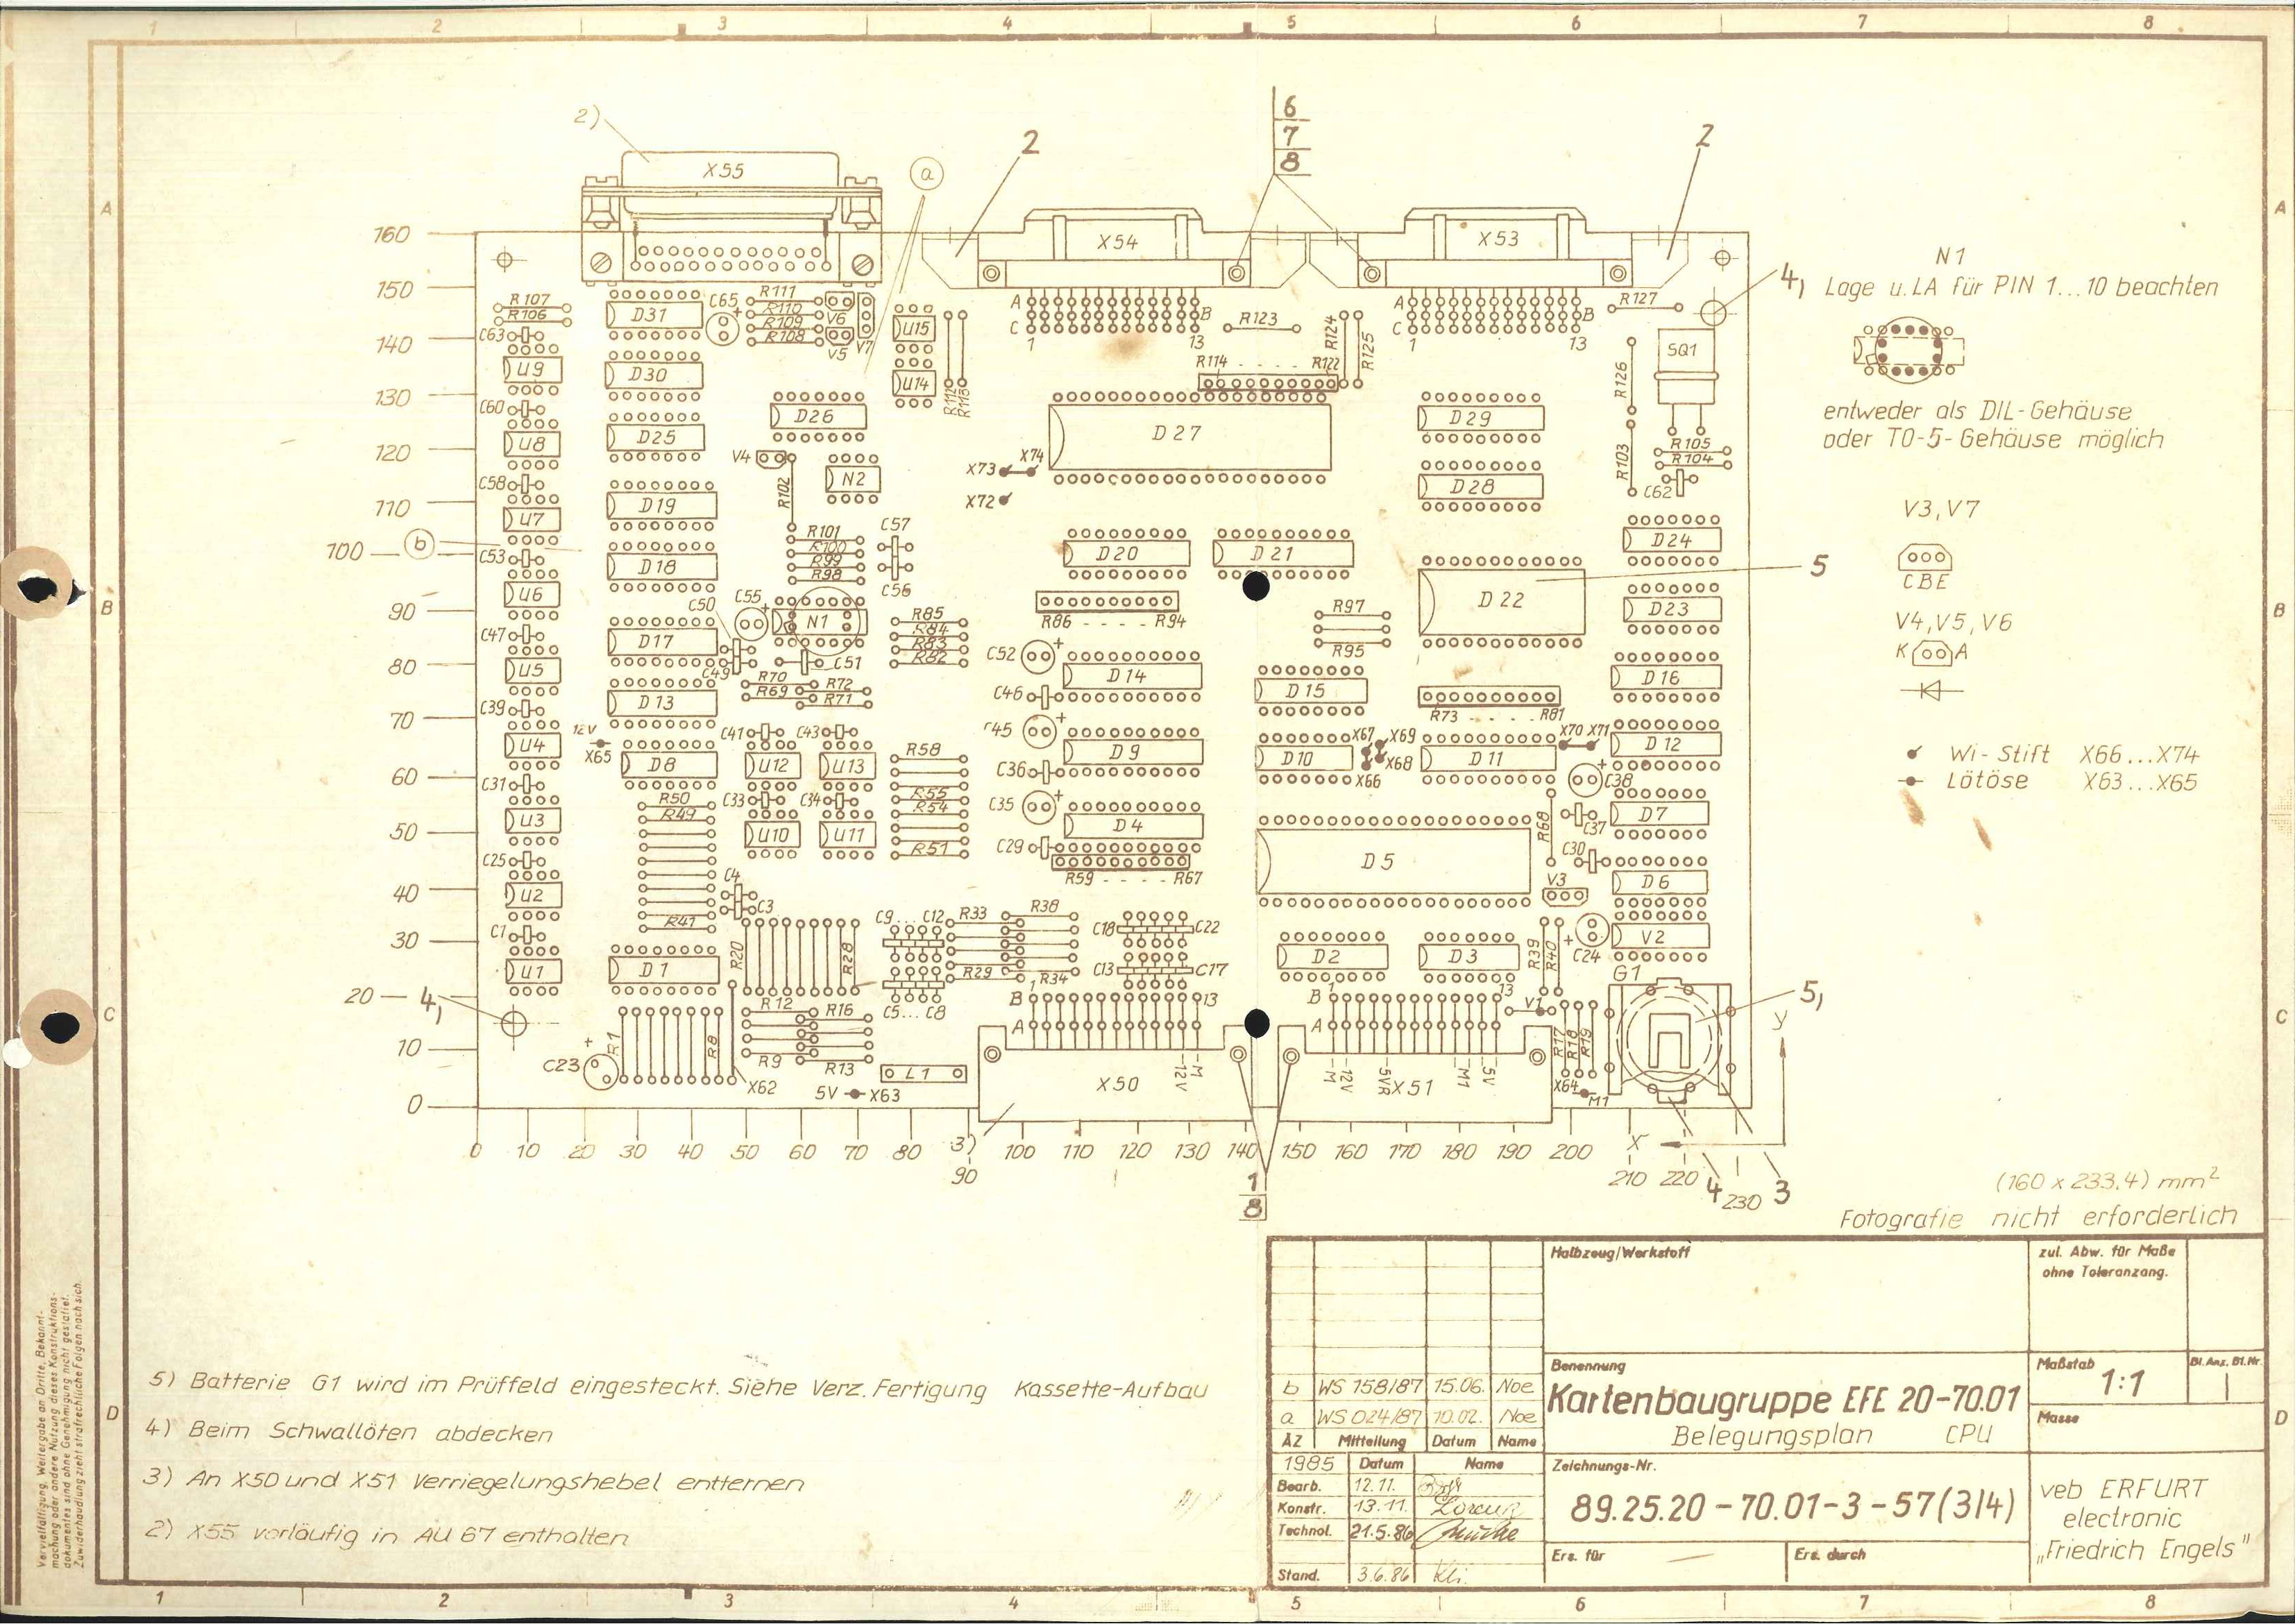 1 2 3 4 5 6 7 8
A
B
C
D
A
B
C
D
2)
X55
a
2
6
7
8
2
X54
X53
160
150
140
130
120
110
100
b
90
80
70
60
50
40
30
20
4)
10
0
R107
R106
C63
U9
C60
U8
C58
U7
C53
U6
C47
U5
C39
U4
C31
U3
C25
U2
C1
U1
D31
D30
D25
D19
D18
D17
D13
12V
X65
D8
R50
R49
R41
D1
C23
R1
R8
X62
C65
R111
R110
R109
R108
V6
V5
V7
U15
U14
R112
R113
D26
V4
N2
R102
R101
R100
R99
R98
C57
C56
C50
C55
N1
C49
C51
R85
R84
R83
R82
R70
R69
R72
R71
C41
C43
U12
U13
C33
C34
U10
U11
R58
R55
R54
R51
C4
C3
R20
R28
R12
R16
R9
R13
5V
X63
L1
C9...C12
C5...C8
R33
R38
R29
R34
C18
C22
C13
C17
A
C
1
B
13
R123
R124
R125
R114 - - - - R122
D27
X73
X74
X72
D20
D21
R86 - - - - R94
C52
D14
C46
C45
D9
C36
C35
D4
C29
R59 - - - - R67
B
A
1
13
X50
-12V
-M
A
C
1
B
13
R127
4)
SQ1
R126
R103
R105
R104
C62
D29
D28
D24
D22
5
D23
R97
R95
D15
D16
R73 - - - - R81
X67
X69
X68
X66
D10
D11
X70
X71
D12
C38
D7
R68
C37
C30
D5
D6
V3
D2
D3
R39
R40
C24
V2
G1
5)
B
A
1
13
V1
R17
R18
R19
X64
M1
X51
-M
-12V
-5VR
-M1
-5V
Y
X
0 10 20 30 40 50 60 70 80 90 100 110 120 130 140 150 160 170 180 190 200 210 220 230
3)
1
8
4
3
N1
Lage u. LA für PIN 1...10 beachten
entweder als DIL-Gehäuse
oder TO-5-Gehäuse möglich
V3, V7
CBE
V4, V5, V6
K A
Wi-Stift X66...X74
Lötöse X63...X65
(160 x 233.4) mm²
Fotografie nicht erforderlich
5) Batterie G1 wird im Prüffeld eingesteckt. Siehe Verz. Fertigung Kassette-Aufbau
4) Beim Schwallöten abdecken
3) An X50 und X51 Verriegelungshebel entfernen
2) X55 vorläufig in AU 67 enthalten
Vervielfältigung, Weitergabe an Dritte, Bekannt-
machung oder andere Nutzung dieses Konstruktions-
dokumentes sind ohne Genehmigung nicht gestattet.
Zuwiderhandlung zieht strafrechtliche Folgen nach sich.
Halbzeug/Werkstoff
zul. Abw. für Maße
ohne Toleranzang.
b WS 158/87 15.06. Noe
a WS 024/87 10.02. Noe
ÄZ Mitteilung Datum Name
1985 Datum Name
Bearb. 12.11.
Konstr. 13.11. Lorenz
Technol. 21.5.86
Stand. 3.6.86 Kli.
Benennung
Kartenbaugruppe EFE 20-70.01
Belegungsplan CPU
Maßstab
1:1
Bl. Anz. Bl. Nr.
Masse
Zeichnungs-Nr.
89.25.20-70.01-3-57(3|4)
Ers. für
Ers. durch
veb ERFURT
electronic
„Friedrich Engels"
1 2 3 4 5 6 7 8